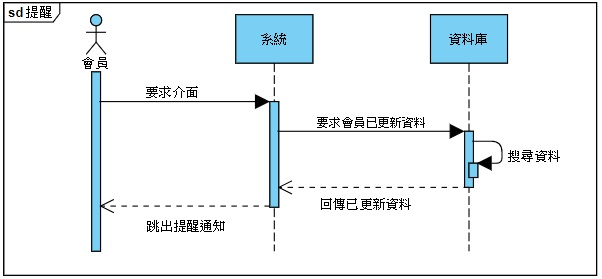 sd 提醒
會員
系統
資料庫
要求介面
要求會員已更新資料
搜尋資料
回傳已更新資料
跳出提醒通知